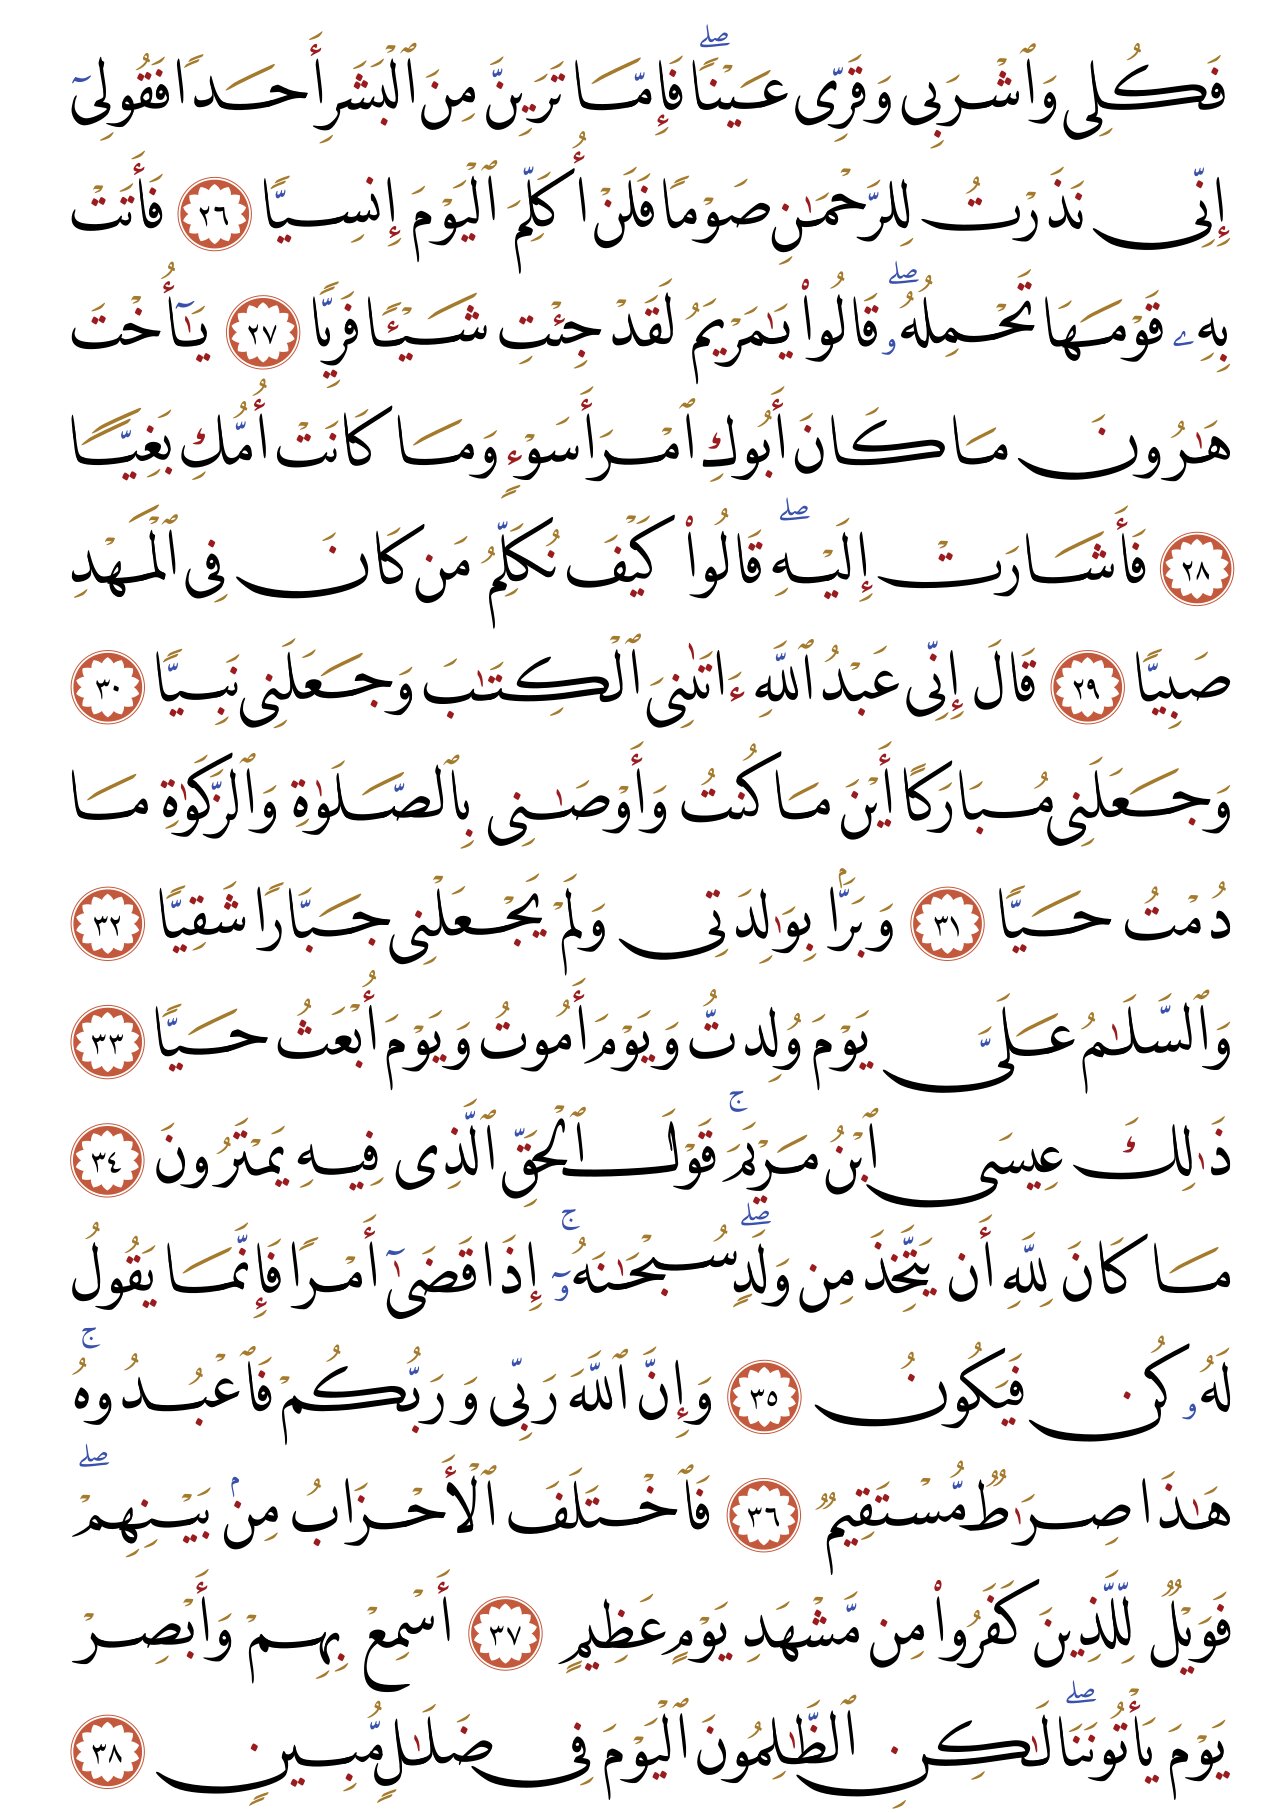 فَكُلِى وَٱشْرَبِى وَقَرِّى عَيْنًا ۖ فَإِمَّا تَرَيِنَّ مِنَ ٱلْبَشَرِ أَحَدًا فَقُولِىٓ
إِنِّى نَذَرْتُ لِلرَّحْمَـٰنِ صَوْمًا فَلَنْ أُكَلِّمَ ٱلْيَوْمَ إِنسِيًّا ٢٦ فَأَتَتْ
بِهِۦ قَوْمَهَا تَحْمِلُهُۥ ۖ قَالُوا۟ يَـٰمَرْيَمُ لَقَدْ جِئْتِ شَيْـًٔا فَرِيًّا ٢٧ يَـٰٓأُخْتَ
هَـٰرُونَ مَا كَانَ أَبُوكِ ٱمْرَأَ سَوْءٍ وَمَا كَانَتْ أُمُّكِ بَغِيًّا
٢٨ فَأَشَارَتْ إِلَيْهِ ۖ قَالُوا۟ كَيْفَ نُكَلِّمُ مَن كَانَ فِى ٱلْمَهْدِ
صَبِيًّا ٢٩ قَالَ إِنِّى عَبْدُ ٱللَّهِ ءَاتَىٰنِىَ ٱلْكِتَـٰبَ وَجَعَلَنِى نَبِيًّا ٣٠
وَجَعَلَنِى مُبَارَكًا أَيْنَ مَا كُنتُ وَأَوْصَـٰنِى بِٱلصَّلَوٰةِ وَٱلزَّكَوٰةِ مَا
دُمْتُ حَيًّا ٣١ وَبَرًّۢا بِوَٰلِدَتِى وَلَمْ يَجْعَلْنِى جَبَّارًا شَقِيًّا ٣٢
وَٱلسَّلَـٰمُ عَلَىَّ يَوْمَ وُلِدتُّ وَيَوْمَ أَمُوتُ وَيَوْمَ أُبْعَثُ حَيًّا ٣٣
ذَٰلِكَ عِيسَى ٱبْنُ مَرْيَمَ ۚ قَوْلَ ٱلْحَقِّ ٱلَّذِى فِيهِ يَمْتَرُونَ ٣٤
مَا كَانَ لِلَّهِ أَن يَتَّخِذَ مِن وَلَدٍ ۖ سُبْحَـٰنَهُۥٓ ۚ إِذَا قَضَىٰٓ أَمْرًا فَإِنَّمَا يَقُولُ
لَهُۥ كُن فَيَكُونُ ٣٥ وَإِنَّ ٱللَّهَ رَبِّى وَرَبُّكُمْ فَٱعْبُدُوهُ ۚ
هَـٰذَا صِرَٰطٌ مُّسْتَقِيمٌ ٣٦ فَٱخْتَلَفَ ٱلْأَحْزَابُ مِنۢ بَيْنِهِمْ ۖ
فَوَيْلٌ لِّلَّذِينَ كَفَرُوا۟ مِن مَّشْهَدِ يَوْمٍ عَظِيمٍ ٣٧ أَسْمِعْ بِهِمْ وَأَبْصِرْ
يَوْمَ يَأْتُونَنَا ۖ لَـٰكِنِ ٱلظَّـٰلِمُونَ ٱلْيَوْمَ فِى ضَلَـٰلٍ مُّبِينٍ ٣٨